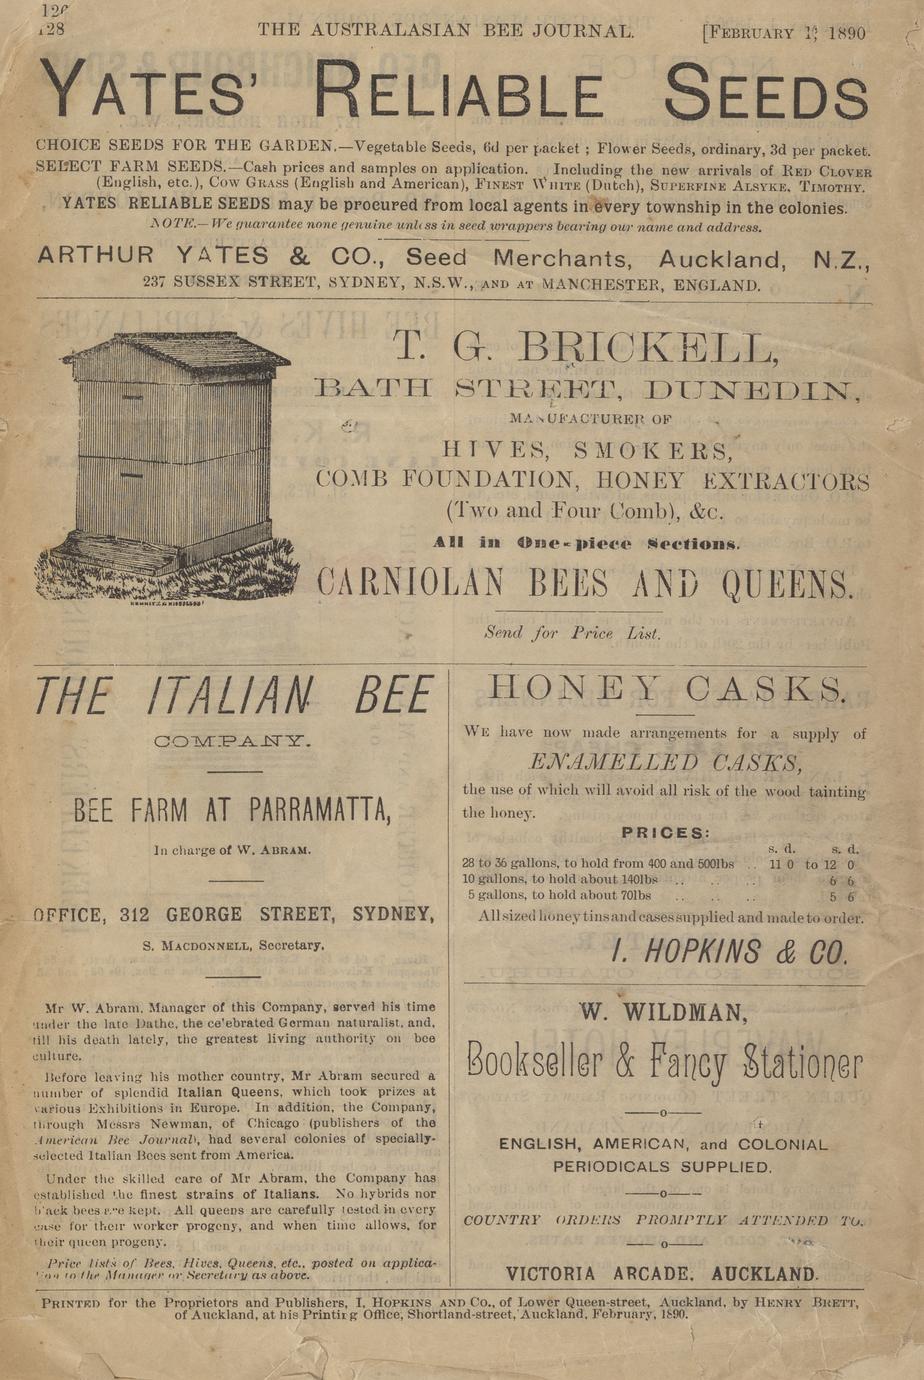 128
THE AUSTRALASIAN BEE JOURNAL.
[FEBRUARY 1, 1890
YATES' RELIABLE SEEDS
CHOICE SEEDS FOR THE GARDEN.—Vegetable Seeds, 6d per packet ; Flower Seeds, ordinary, 3d per packet.
SELECT FARM SEEDS.—Cash prices and samples on application. Including the new arrivals of RED CLOVER
(English, etc.), COW GRASS (English and American), FINEST WHITE (Dutch), SUPERFINE ALSYKE, TIMOTHY.
YATES RELIABLE SEEDS may be procured from local agents in every township in the colonies.
NOTE.—We guarantee none genuine unless in seed wrappers bearing our name and address.
ARTHUR YATES & CO., Seed Merchants, Auckland, N.Z.,
237 SUSSEX STREET, SYDNEY, N.S.W., AND AT MANCHESTER, ENGLAND.
T. G. BRICKELL,
BATH STREET, DUNEDIN,
MANUFACTURER OF
HIVES, SMOKERS,
COMB FOUNDATION, HONEY EXTRACTORS
(Two and Four Comb), &c.
All in One-piece Sections.
CARNIOLAN BEES AND QUEENS.
Send for Price List.
THE ITALIAN BEE
COMPANY.
BEE FARM AT PARRAMATTA,
In charge of W. ABRAM.
OFFICE, 312 GEORGE STREET, SYDNEY,
S. MACDONNELL, Secretary.
Mr W. Abram, Manager of this Company, served his time
under the late Dathe, the celebrated German naturalist, and,
till his death lately, the greatest living authority on bee
culture.
Before leaving his mother country, Mr Abram secured a
number of splendid Italian Queens, which took prizes at
various Exhibitions in Europe. In addition, the Company,
through Messrs Newman, of Chicago (publishers of the
American Bee Journal), had several colonies of specially-
selected Italian Bees sent from America.
Under the skilled care of Mr Abram, the Company has
established the finest strains of Italians. No hybrids nor
black bees are kept. All queens are carefully tested in every
case for their worker progeny, and when time allows, for
their queen progeny.
Price lists of Bees, Hives, Queens, etc., posted on applica-
tion to the Manager or Secretary as above.
HONEY CASKS.
WE have now made arrangements for a supply of
ENAMELLED CASKS,
the use of which will avoid all risk of the wood tainting
the honey.
PRICES:
s. d. s. d.
28 to 36 gallons, to hold from 400 and 500lbs .. 11 0 to 12 0
10 gallons, to hold about 140lbs .. .. .. 6 6
5 gallons, to hold about 70lbs .. .. .. 5 6
All sized honey tins and cases supplied and made to order.
I. HOPKINS & CO.
W. WILDMAN,
Bookseller & Fancy Stationer
——o——
ENGLISH, AMERICAN, and COLONIAL
PERIODICALS SUPPLIED.
——o——
COUNTRY ORDERS PROMPTLY ATTENDED TO.
——o——
VICTORIA ARCADE, AUCKLAND.
PRINTED for the Proprietors and Publishers, I. HOPKINS AND CO., of Lower Queen-street, Auckland, by HENRY BRETT,
of Auckland, at his Printing Office, Shortland-street, Auckland, February, 1890.